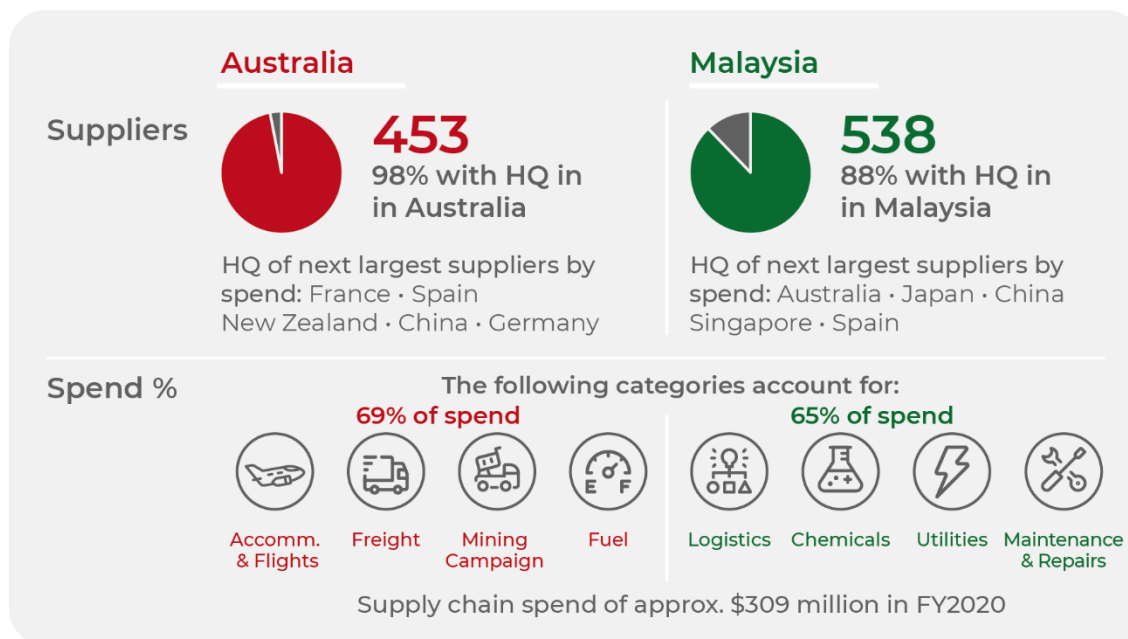 Australia
Malaysia
Suppliers
453
98% with HQ in
in Australia
HQ of next largest suppliers by
spend: France • Spain
New Zealand • China • Germany
538
88% with HQ in
in Malaysia
HQ of next largest suppliers by
spend: Australia • Japan • China
Singapore • Spain
Spend %
The following categories account for:
69% of spend
65% of spend
E F
Accomm.
& Flights
Freight
Mining
Campaign
Fuel
Logistics
Chemicals
Utilities
Maintenance
& Repairs
Supply chain spend of approx. $309 million in FY2020